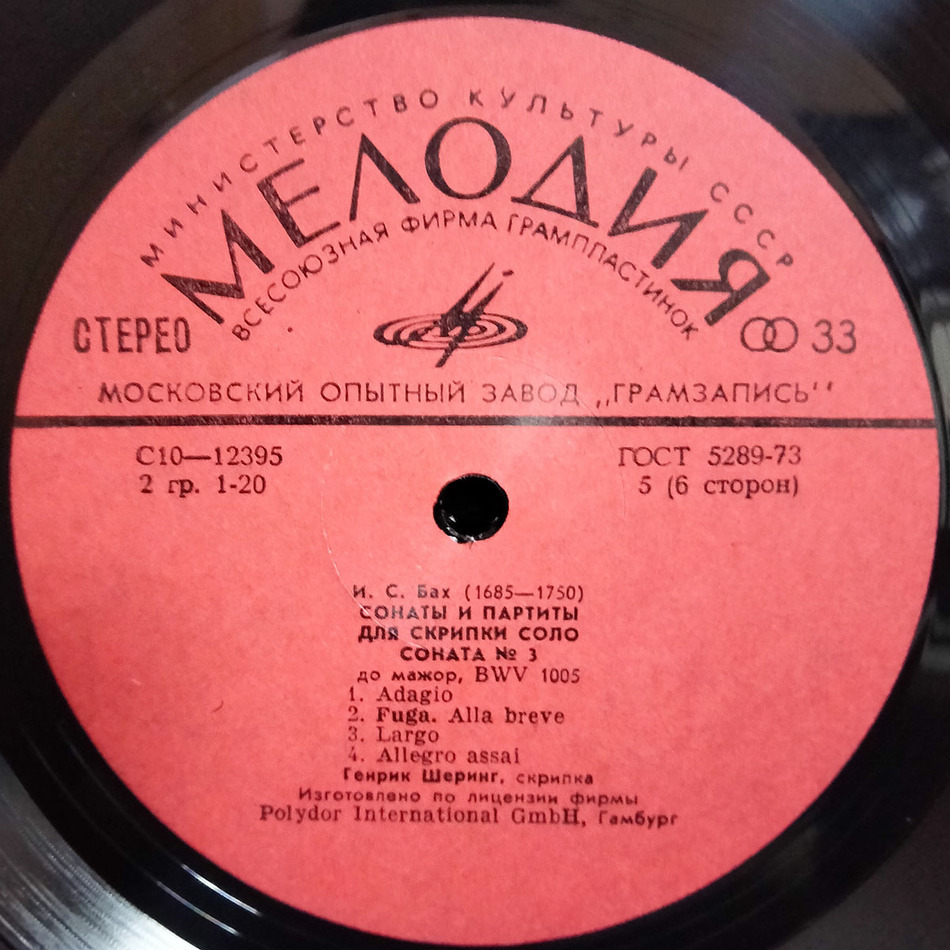 МИНИСТЕРСТВО КУЛЬТУРЫ СССР
МЕЛОДИЯ
ВСЕСОЮЗНАЯ ФИРМА ГРАМПЛАСТИНОК
СТЕРЕО
33
МОСКОВСКИЙ ОПЫТНЫЙ ЗАВОД „ГРАМЗАПИСЬ"
С10—12395
ГОСТ 5289-73
2 гр. 1-20
5 (6 сторон)
И. С. Бах (1685—1750)
СОНАТЫ И ПАРТИТЫ
ДЛЯ СКРИПКИ СОЛО
СОНАТА № 3
до мажор, BWV 1005
1. Adagio
2. Fuga. Alla breve
3. Largo
4. Allegro assai
Генрик Шеринг, скрипка
Изготовлено по лицензии фирмы
Polydor International GmbH, Гамбург